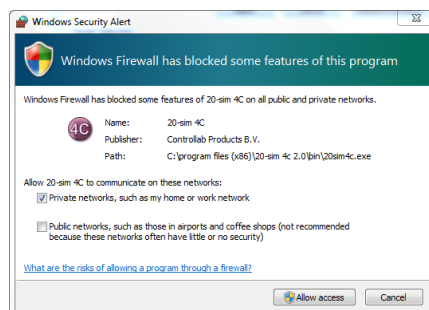 Windows Security Alert
Windows Firewall has blocked some features of this program
Windows Firewall has blocked some features of 20-sim 4C on all public and private networks.
4C
Name: 20-sim 4C
Publisher: Controllab Products B.V.
Path: C:\program files (x86)\20-sim 4c 2.0\bin\20sim4c.exe
Allow 20-sim 4C to communicate on these networks:
Private networks, such as my home or work network
Public networks, such as those in airports and coffee shops (not recommended
because these networks often have little or no security)
What are the risks of allowing a program through a firewall?
Allow access Cancel